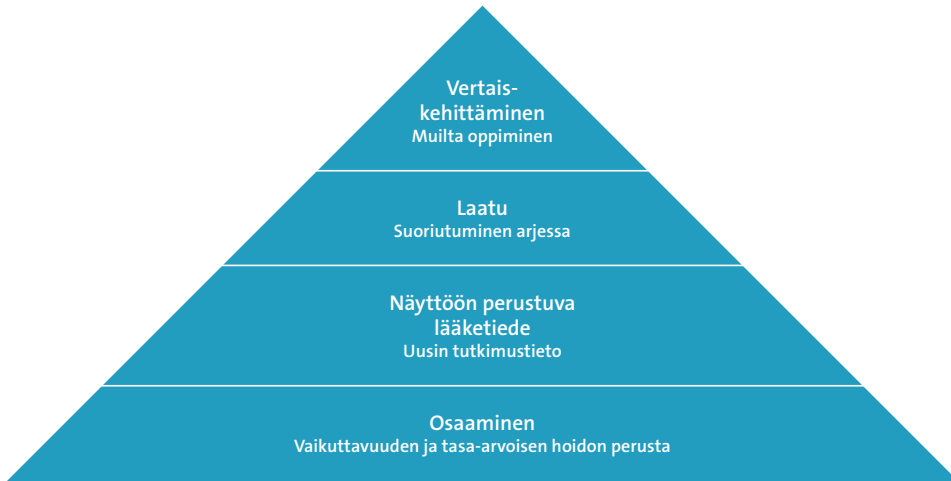 Vertais-
kehittäminen
Muilta oppiminen
Laatu
Suoriutuminen arjessa
Näyttöön perustuva
lääketiede
Uusin tutkimustieto
Osaaminen
Vaikuttavuuden ja tasa-arvoisen hoidon perusta